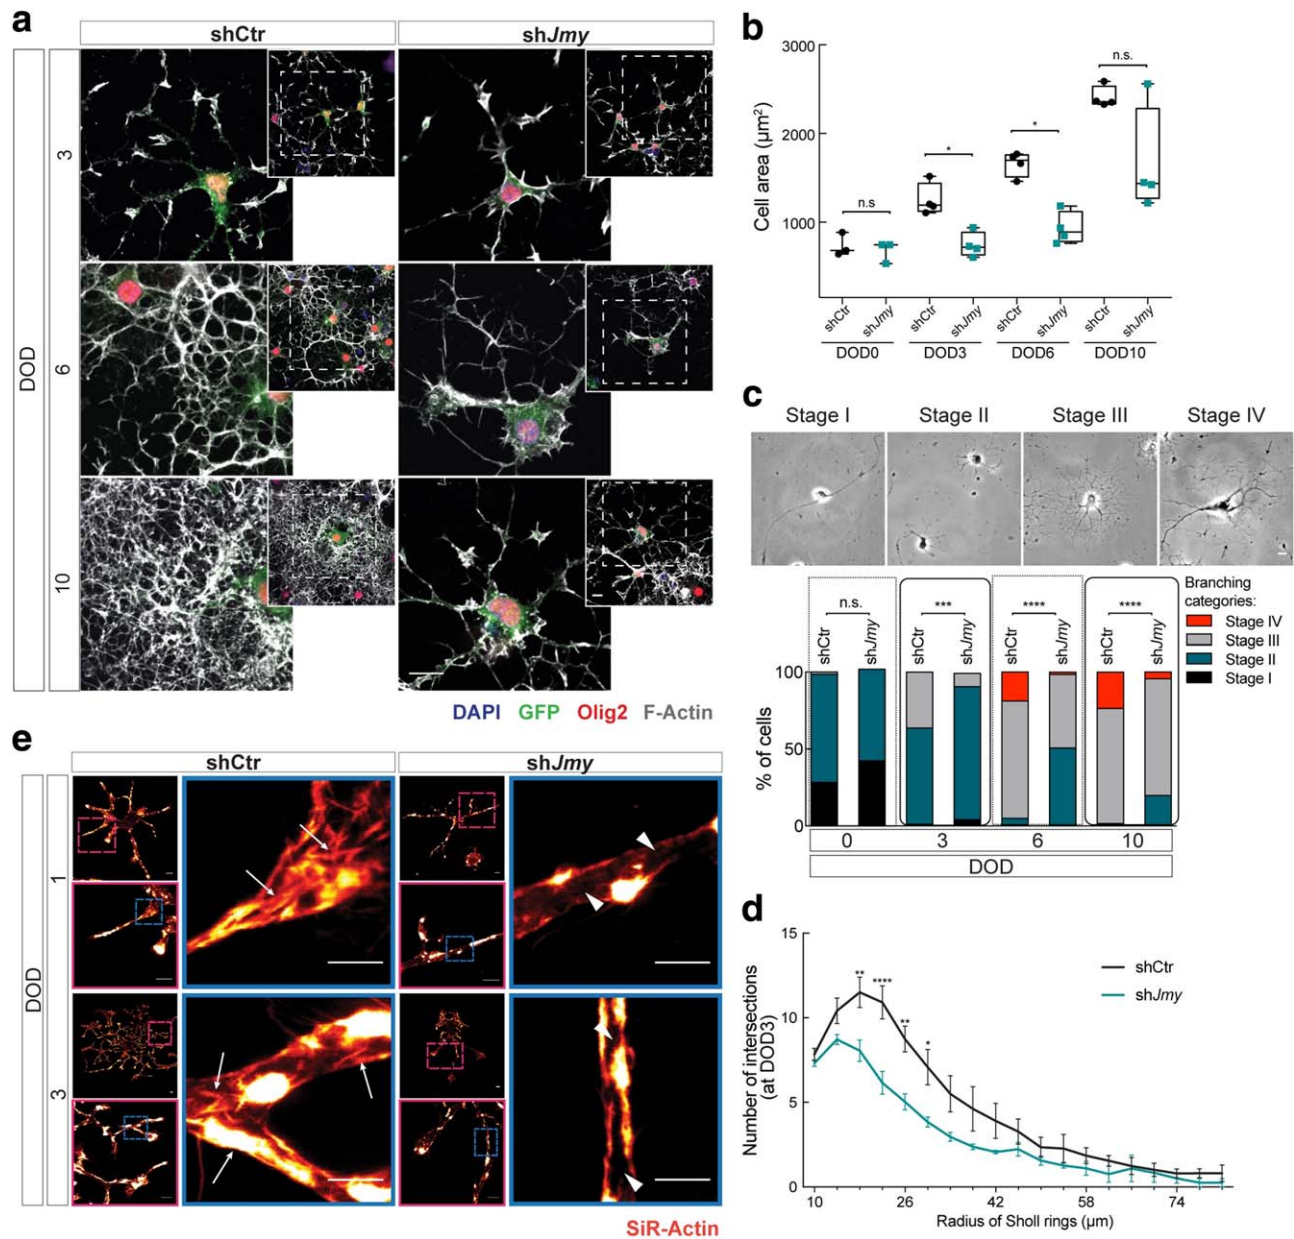 a
shCtr
shJmy
DOD
3
6
10
DAPI GFP Olig2 F-Actin
b
3000
2000
1000
Cell area (µm²)
n.s
*
*
n.s.
shCtr
shJmy
shCtr
shJmy
shCtr
shJmy
shCtr
shJmy
DOD0
DOD3
DOD6
DOD10
c
Stage I
Stage II
Stage III
Stage IV
Branching
categories:
Stage IV
Stage III
Stage II
Stage I
n.s.
***
****
****
shCtr
shJmy
shCtr
shJmy
shCtr
shJmy
shCtr
shJmy
100
50
0
% of cells
0
3
6
10
DOD
d
15
10
5
0
Number of intersections
(at DOD3)
**
****
**
*
shCtr
shJmy
10
26
42
58
74
Radius of Sholl rings (µm)
e
shCtr
shJmy
DOD
1
3
SiR-Actin